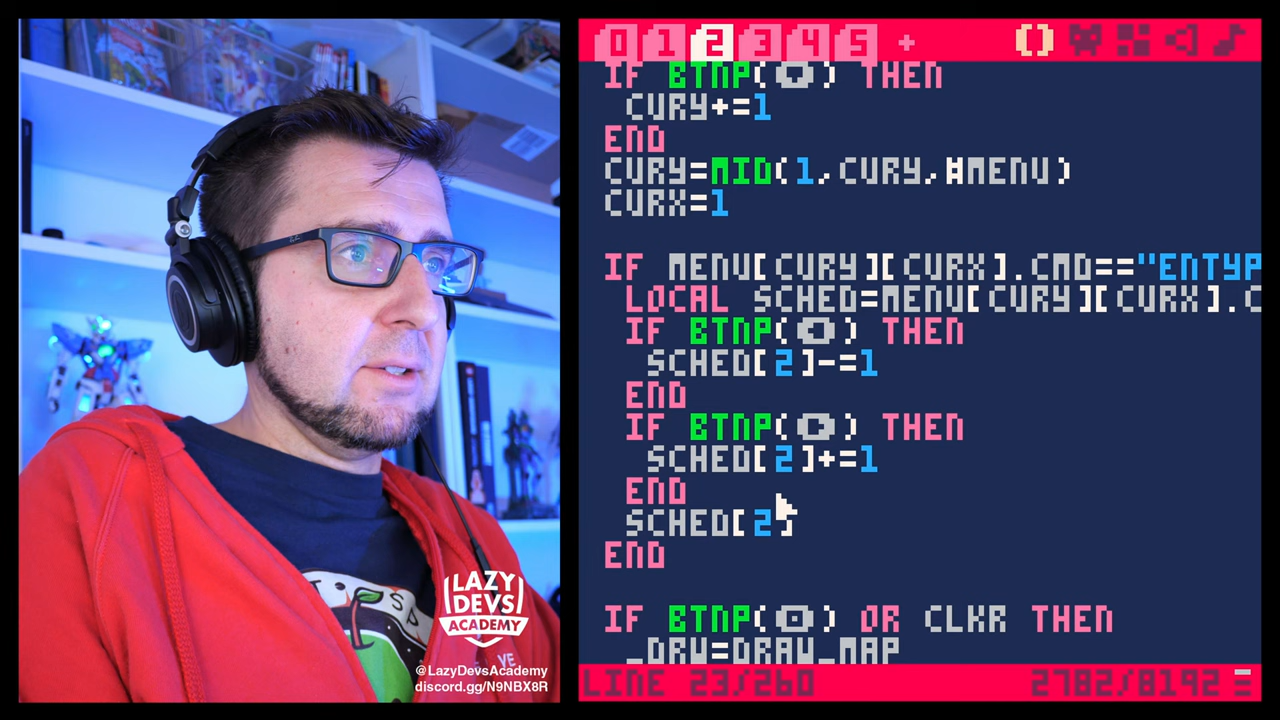 0 1 2 3 4 5 +
IF BTNP(⬇) THEN
CURY+=1
END
CURY=MID(1,CURY,#MENU)
CURX=1
IF MENU[CURY][CURX].CMD=="ENTYP
LOCAL SCHED=MENU[CURY][CURX].C
IF BTNP(⬅) THEN
SCHED[2]-=1
END
IF BTNP(➡) THEN
SCHED[2]+=1
END
SCHED[2]
END
IF BTNP(🅾) OR CLKR THEN
_DRW=DRAW_MAP
LINE 23/260
2782/8192
LAZY
DEVS
ACADEMY
@LazyDevsAcademy
discord.gg/N9NBX8R